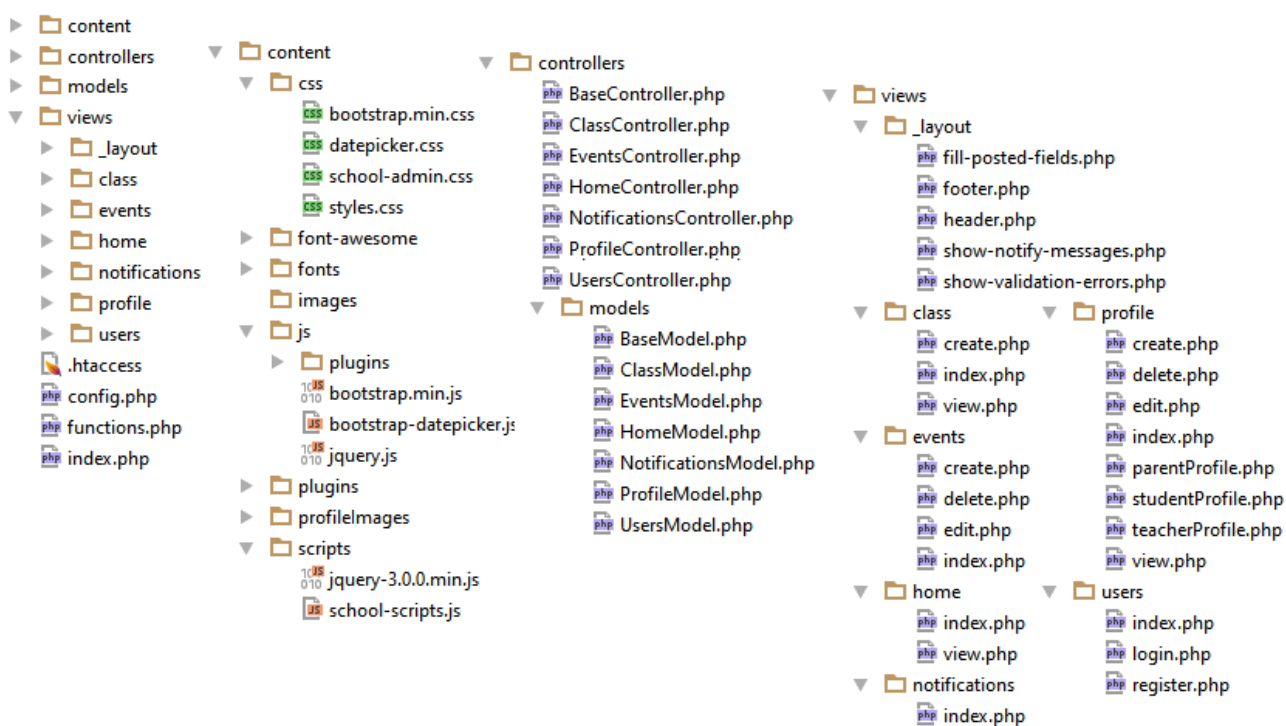 content
controllers
models
views
_layout
class
events
home
notifications
profile
users
.htaccess
config.php
functions.php
index.php
content
css
bootstrap.min.css
datepicker.css
school-admin.css
styles.css
font-awesome
fonts
images
js
plugins
bootstrap.min.js
bootstrap-datepicker.js
jquery.js
plugins
profileImages
scripts
jquery-3.0.0.min.js
school-scripts.js
controllers
BaseController.php
ClassController.php
EventsController.php
HomeController.php
NotificationsController.php
ProfileController.php
UsersController.php
models
BaseModel.php
ClassModel.php
EventsModel.php
HomeModel.php
NotificationsModel.php
ProfileModel.php
UsersModel.php
views
_layout
fill-posted-fields.php
footer.php
header.php
show-notify-messages.php
show-validation-errors.php
class
create.php
index.php
view.php
events
create.php
delete.php
edit.php
index.php
home
index.php
view.php
notifications
index.php
profile
create.php
delete.php
edit.php
index.php
parentProfile.php
studentProfile.php
teacherProfile.php
view.php
users
index.php
login.php
register.php